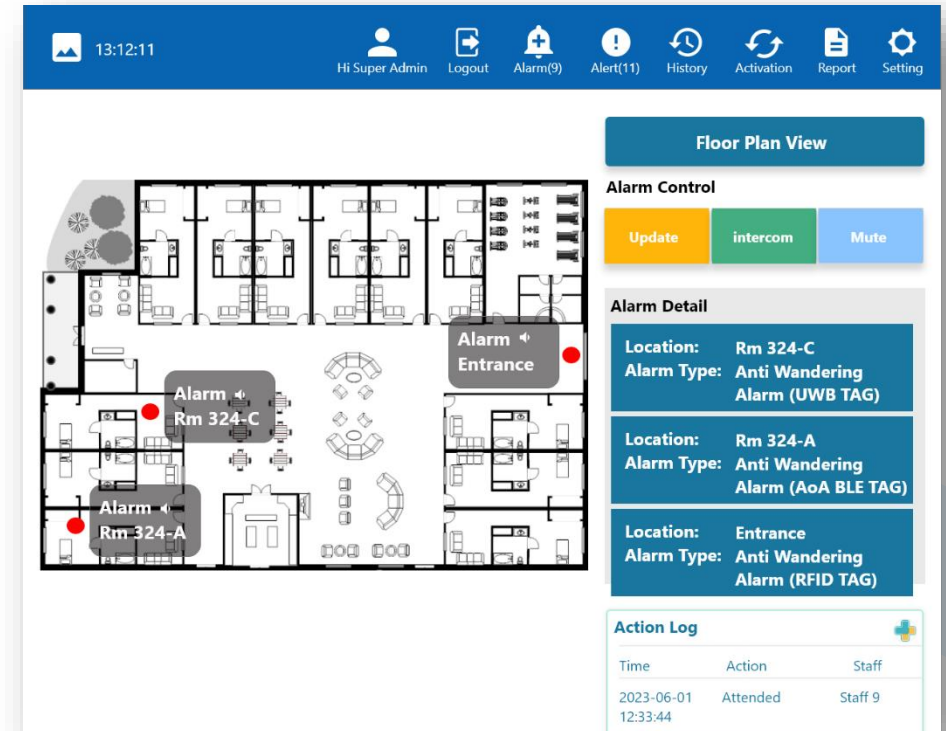 13:12:11
Hi Super Admin
Logout
Alarm(9)
Alert(11)
History
Activation
Report
Setting
Floor Plan View
Alarm Control
Update
intercom
Mute
Alarm
Entrance
Alarm
Rm 324-C
Alarm
Rm 324-A
Alarm Detail
Location: Rm 324-C
Alarm Type: Anti Wandering
Alarm (UWB TAG)
Location: Rm 324-A
Alarm Type: Anti Wandering
Alarm (AoA BLE TAG)
Location: Entrance
Alarm Type: Anti Wandering
Alarm (RFID TAG)
Action Log
Time Action Staff
2023-06-01 Attended Staff 9
12:33:44